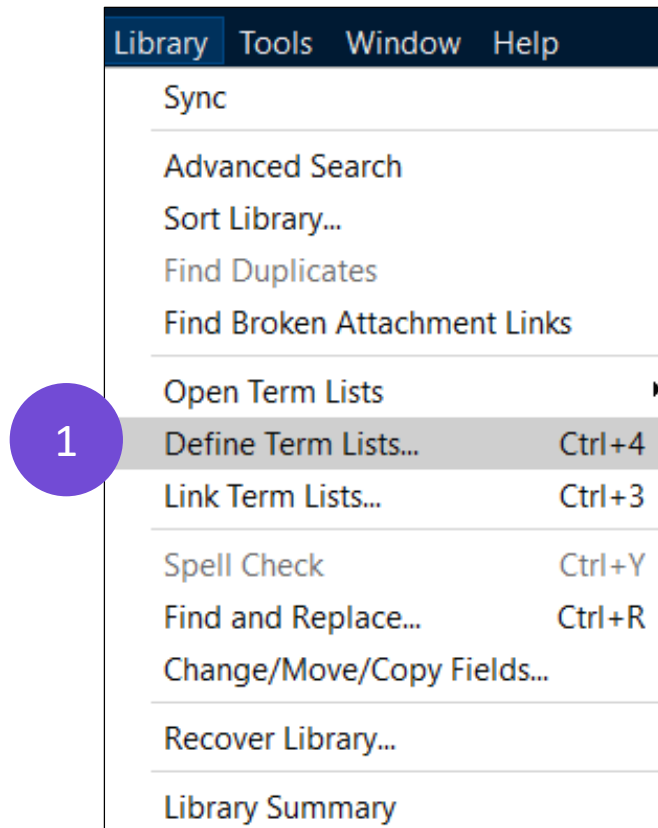 Library Tools Window Help
Sync
Advanced Search
Sort Library...
Find Duplicates
Find Broken Attachment Links
Open Term Lists
1 Define Term Lists... Ctrl+4
Link Term Lists... Ctrl+3
Spell Check Ctrl+Y
Find and Replace... Ctrl+R
Change/Move/Copy Fields...
Recover Library...
Library Summary